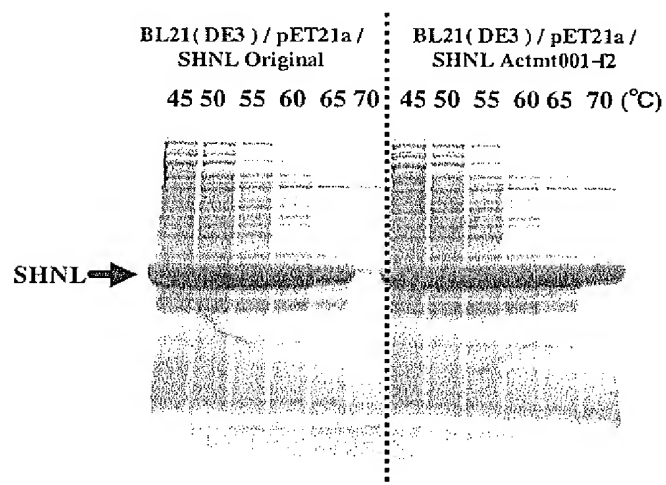 BL21(DE3)/pET21a/
SHNL Original
BL21(DE3)/pET21a/
SHNL Actmt001-f2
45 50 55 60 65 70
45 50 55 60 65 70 (°C)
SHNL